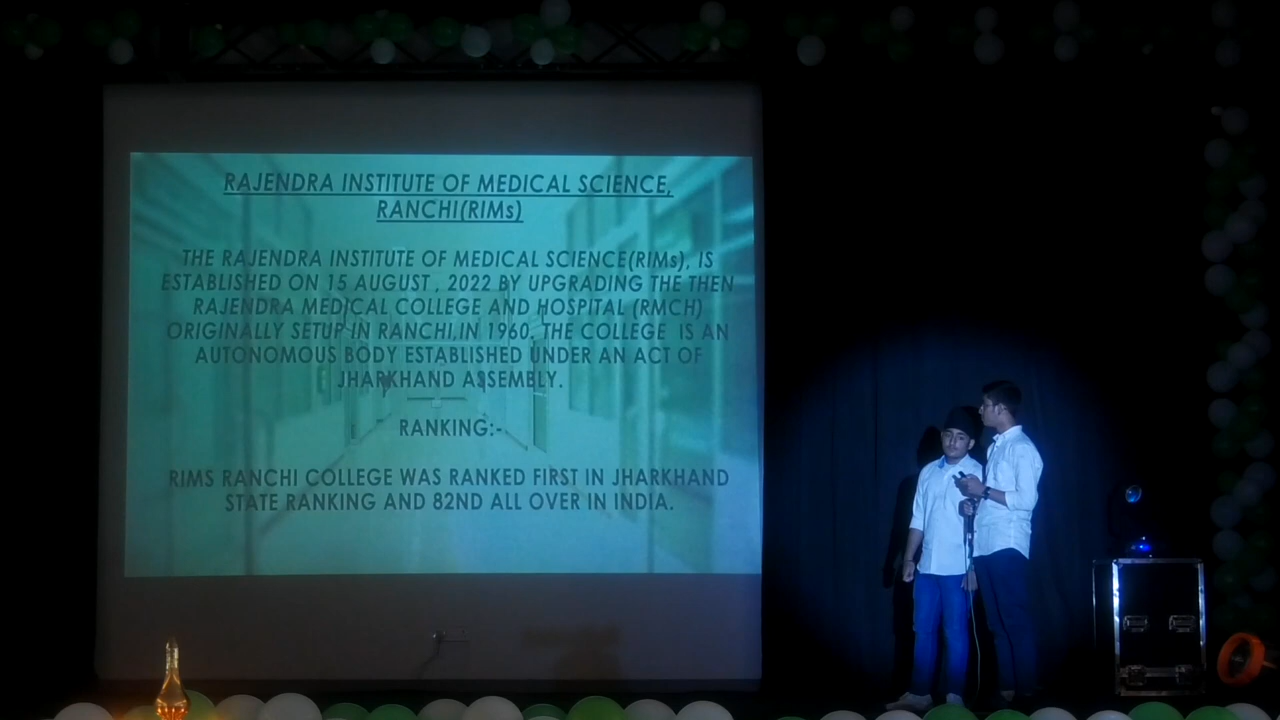 RAJENDRA INSTITUTE OF MEDICAL SCIENCE,
RANCHI(RIMs)
THE RAJENDRA INSTITUTE OF MEDICAL SCIENCE(RIMs), IS
ESTABLISHED ON 15 AUGUST , 2022 BY UPGRADING THE THEN
RAJENDRA MEDICAL COLLEGE AND HOSPITAL (RMCH)
ORIGINALLY SETUP IN RANCHI,IN 1960. THE COLLEGE IS AN
AUTONOMOUS BODY ESTABLISHED UNDER AN ACT OF
JHARKHAND ASSEMBLY.
RANKING:-
RIMS RANCHI COLLEGE WAS RANKED FIRST IN JHARKHAND
STATE RANKING AND 82ND ALL OVER IN INDIA.